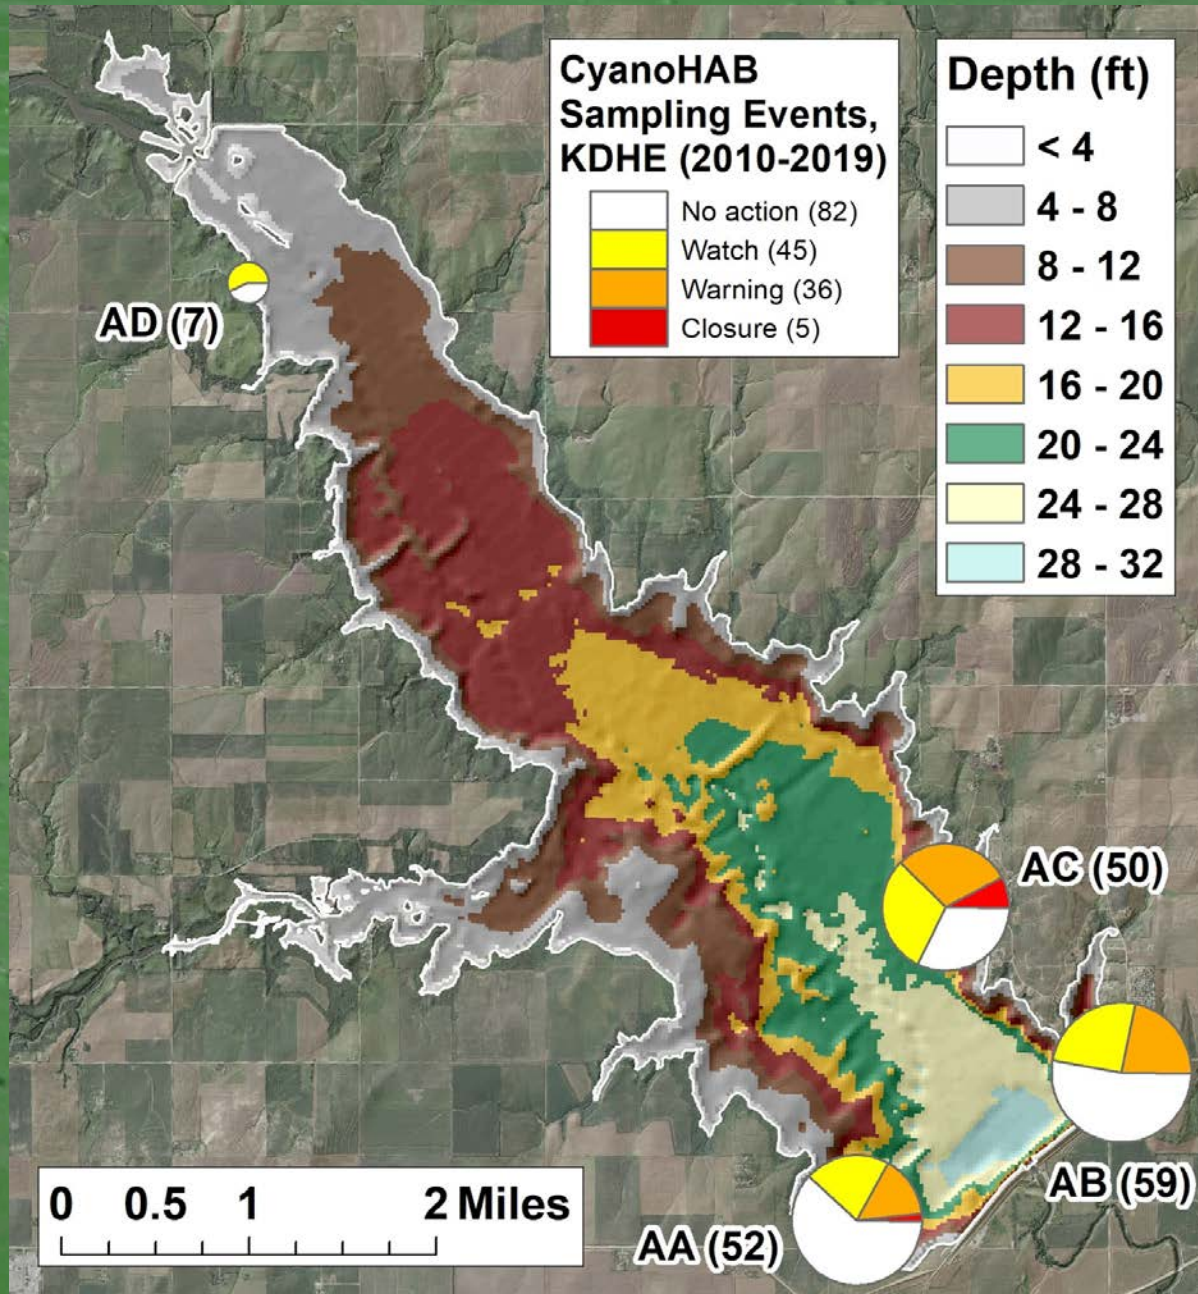 CyanoHAB
Sampling Events,
KDHE (2010-2019)
No action (82)
Watch (45)
Warning (36)
Closure (5)
Depth (ft)
< 4
4 - 8
8 - 12
12 - 16
16 - 20
20 - 24
24 - 28
28 - 32
AD (7)
AC (50)
AB (59)
AA (52)
0 0.5 1 2 Miles